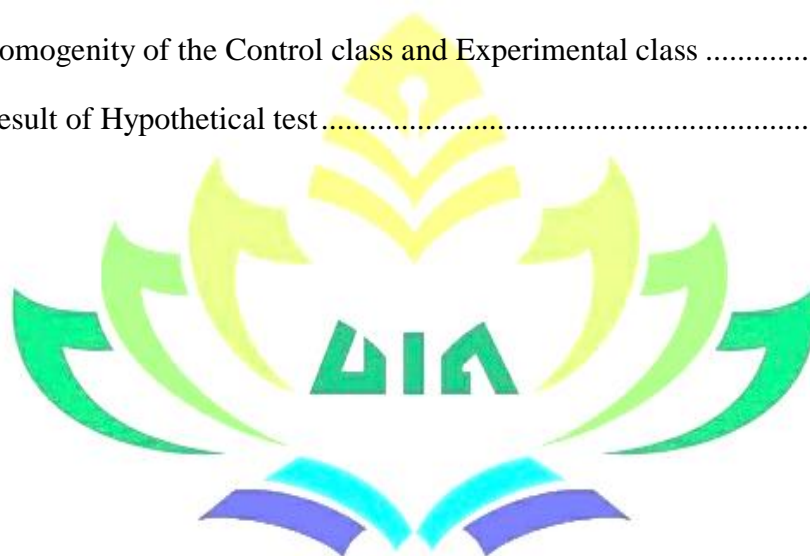 omogenity of the Control class and Experimental class ..............
esult of Hypothetical test.......................................................
UIN